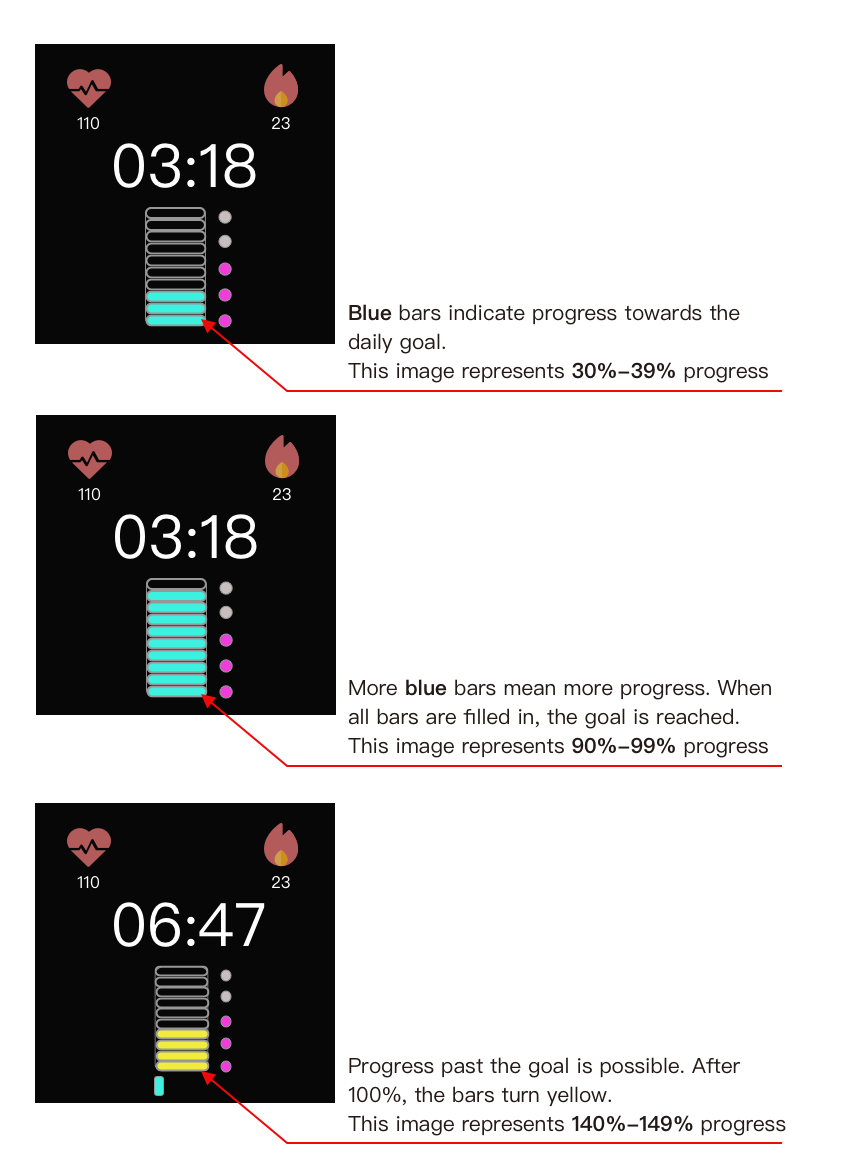 110
23
03:18
Blue bars indicate progress towards the
daily goal.
This image represents 30%–39% progress
110
23
03:18
More blue bars mean more progress. When
all bars are filled in, the goal is reached.
This image represents 90%–99% progress
110
23
06:47
Progress past the goal is possible. After
100%, the bars turn yellow.
This image represents 140%–149% progress